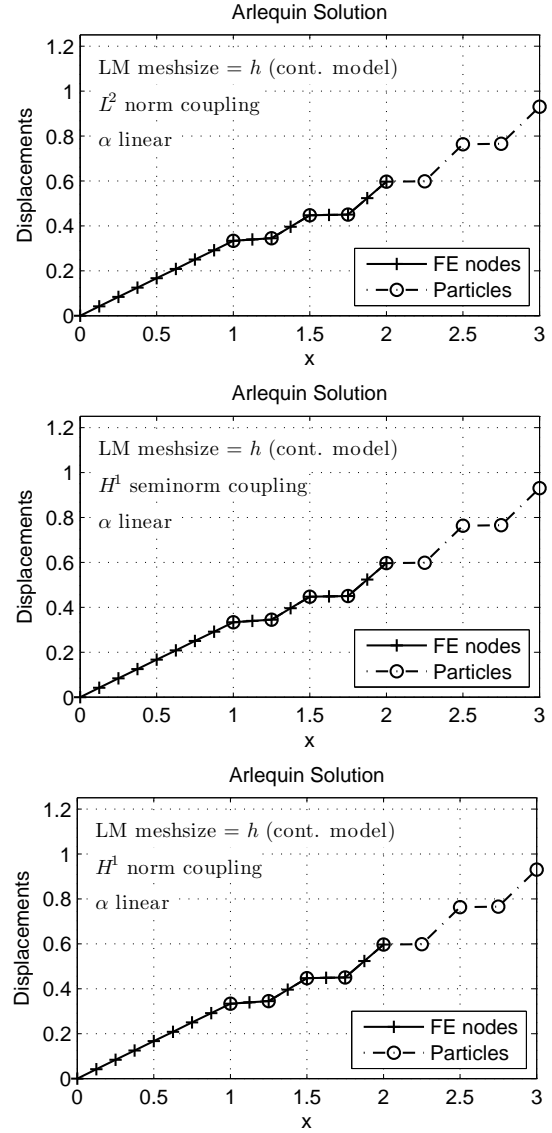 Arlequin Solution
1.2
1
0.8
0.6
0.4
0.2
0
Displacements
LM meshsize = h (cont. model)
L² norm coupling
α linear
FE nodes
Particles
0 0.5 1 1.5 2 2.5 3
x
Arlequin Solution
1.2
1
0.8
0.6
0.4
0.2
0
Displacements
LM meshsize = h (cont. model)
H¹ seminorm coupling
α linear
FE nodes
Particles
0 0.5 1 1.5 2 2.5 3
x
Arlequin Solution
1.2
1
0.8
0.6
0.4
0.2
0
Displacements
LM meshsize = h (cont. model)
H¹ norm coupling
α linear
FE nodes
Particles
0 0.5 1 1.5 2 2.5 3
x